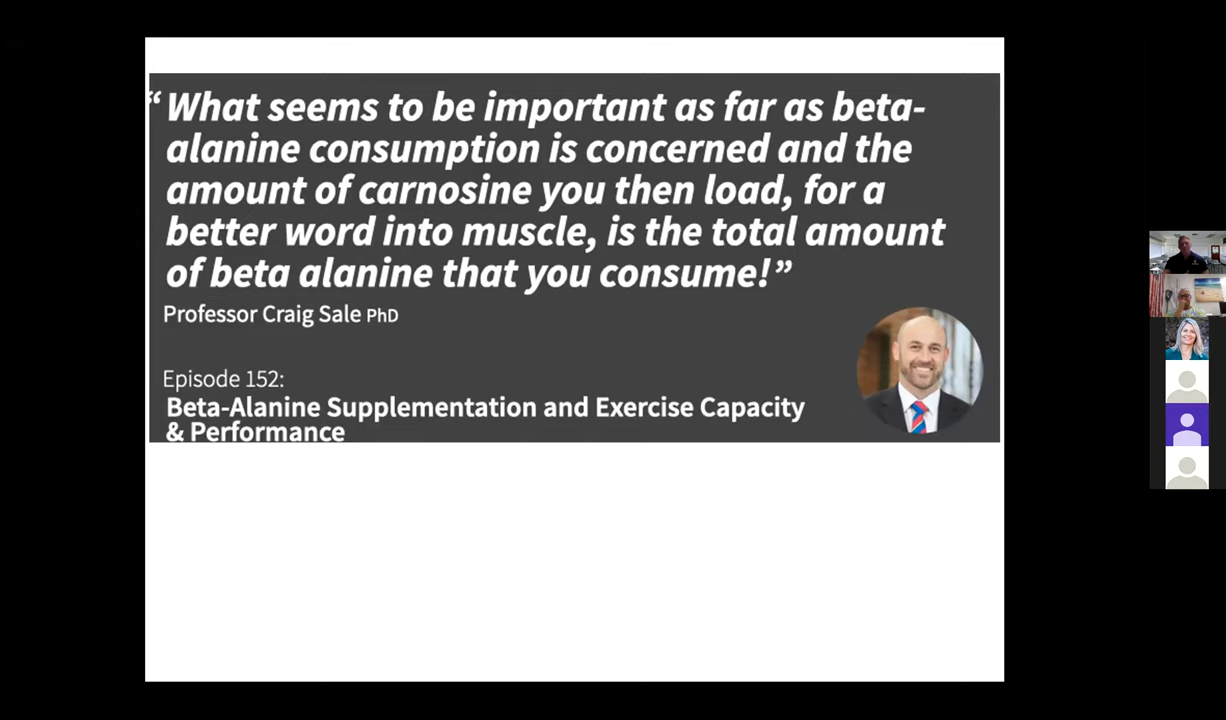 “What seems to be important as far as beta-
alanine consumption is concerned and the
amount of carnosine you then load, for a
better word into muscle, is the total amount
of beta alanine that you consume!”
Professor Craig Sale PhD
Episode 152:
Beta-Alanine Supplementation and Exercise Capacity
& Performance